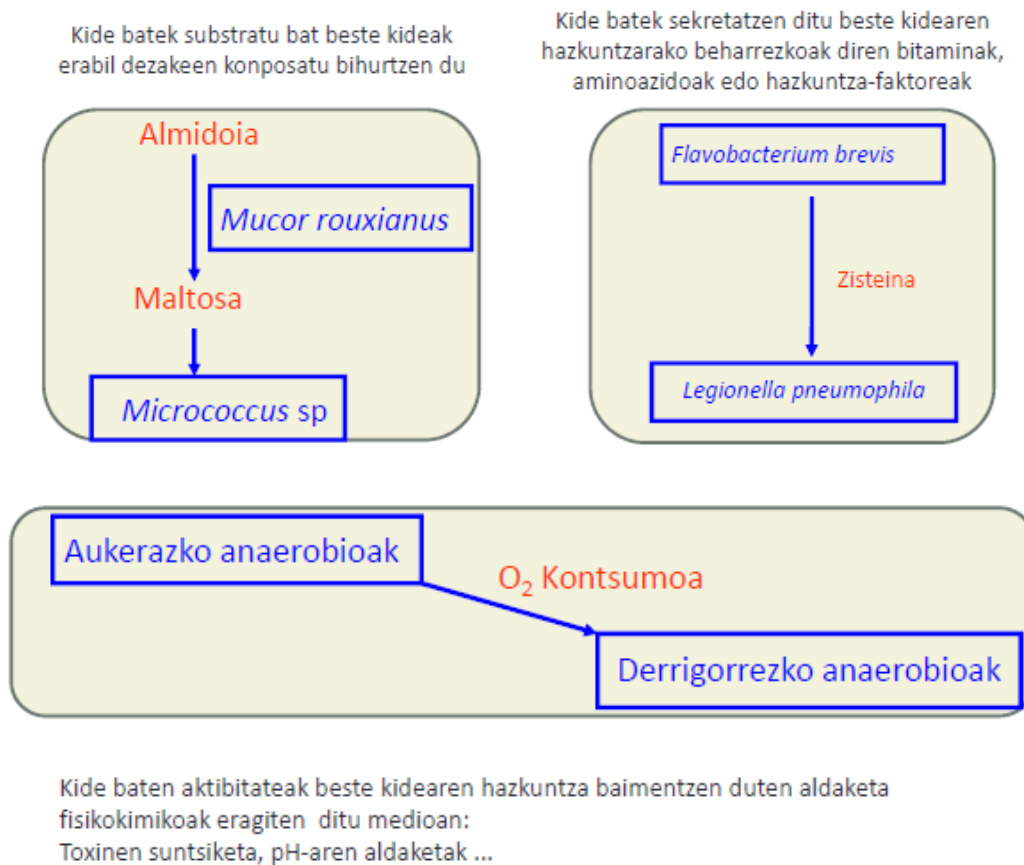 Kide batek substratu bat beste kideak
erabil dezakeen konposatu bihurtzen du
Almidoia
Mucor rouxianus
Maltosa
Micrococcus sp
Kide batek sekretatzen ditu beste kidearen
hazkuntzarako beharrezkoak diren bitaminak,
aminoazidoak edo hazkuntza-faktoreak
Flavobacterium brevis
Zisteina
Legionella pneumophila
Aukerazko anaerobioak
O₂ Kontsumoa
Derrigorrezko anaerobioak
Kide baten aktibitateak beste kidearen hazkuntza baimentzen duten aldaketa
fisikokimikoak eragiten ditu medioan:
Toxinen suntsiketa, pH-aren aldaketak ...